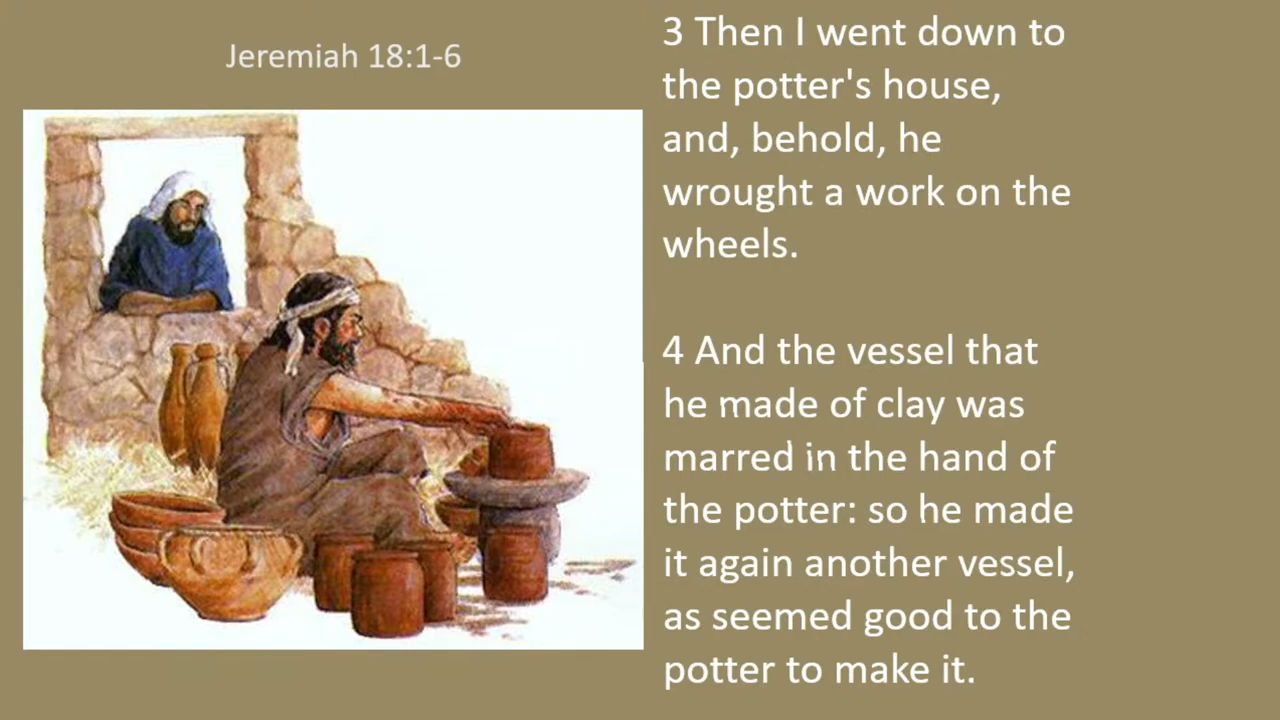 Jeremiah 18:1-6
3 Then I went down to
the potter's house,
and, behold, he
wrought a work on the
wheels.
4 And the vessel that
he made of clay was
marred in the hand of
the potter: so he made
it again another vessel,
as seemed good to the
potter to make it.